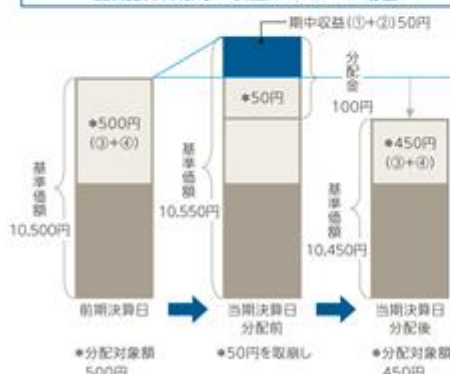 期中収益(①+②)50円
分配金
100円
*50円
*500円
(③+④)
*450円
(③+④)
基準価額
10,500円
基準価額
10,550円
基準価額
10,450円
前期決算日
当期決算日
分配前
当期決算日
分配後
*分配対象額
500円
*50円を取崩し
*分配対象額
450円